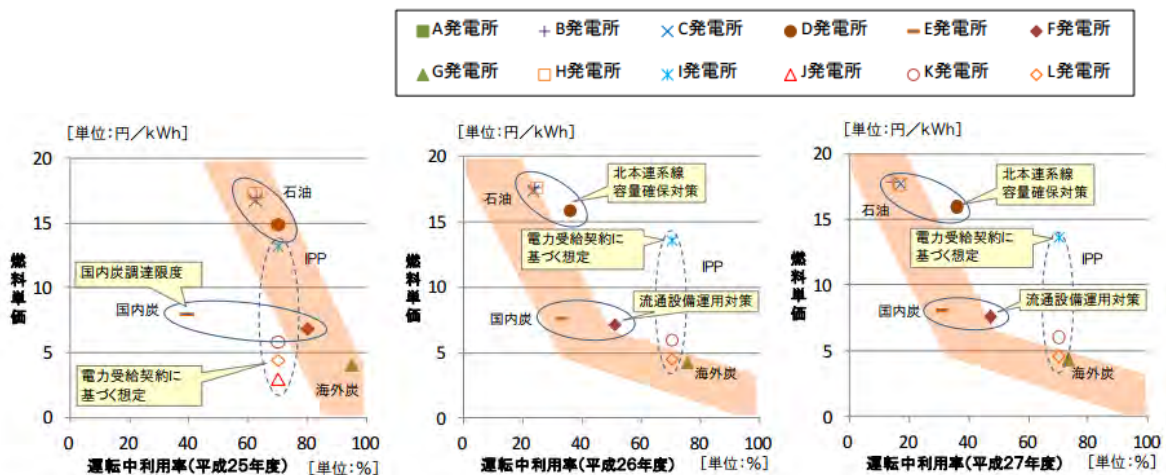 A発電所 B発電所 C発電所 D発電所 E発電所 F発電所
G発電所 H発電所 I発電所 J発電所 K発電所 L発電所
[単位:円/kWh]
燃料単価
20
15
10
5
0
石油
IPP
国内炭調達限度
国内炭
電力受給契約に
基づく想定
海外炭
0 20 40 60 80 100
運転中利用率(平成25年度) [単位:%]
[単位:円/kWh]
20
15
10
5
0
石油
北本連系線
容量確保対策
電力受給契約に
基づく想定
IPP
流通設備運用対策
国内炭
海外炭
0 20 40 60 80 100
運転中利用率(平成26年度) [単位:%]
[単位:円/kWh]
20
15
10
5
0
石油
北本連系線
容量確保対策
電力受給契約に
基づく想定
IPP
流通設備運用対策
国内炭
海外炭
0 20 40 60 80 100
運転中利用率(平成27年度) [単位:%]